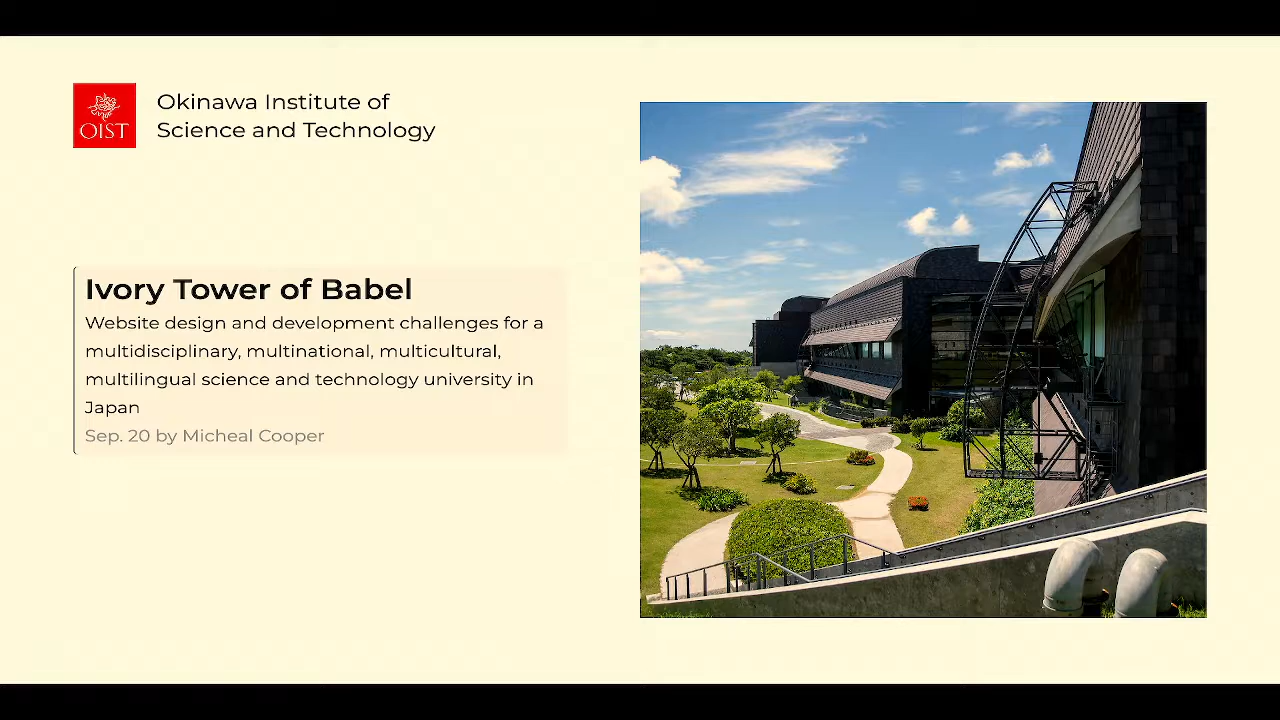 OIST
Okinawa Institute of
Science and Technology
Ivory Tower of Babel
Website design and development challenges for a
multidisciplinary, multinational, multicultural,
multilingual science and technology university in
Japan
Sep. 20 by Micheal Cooper